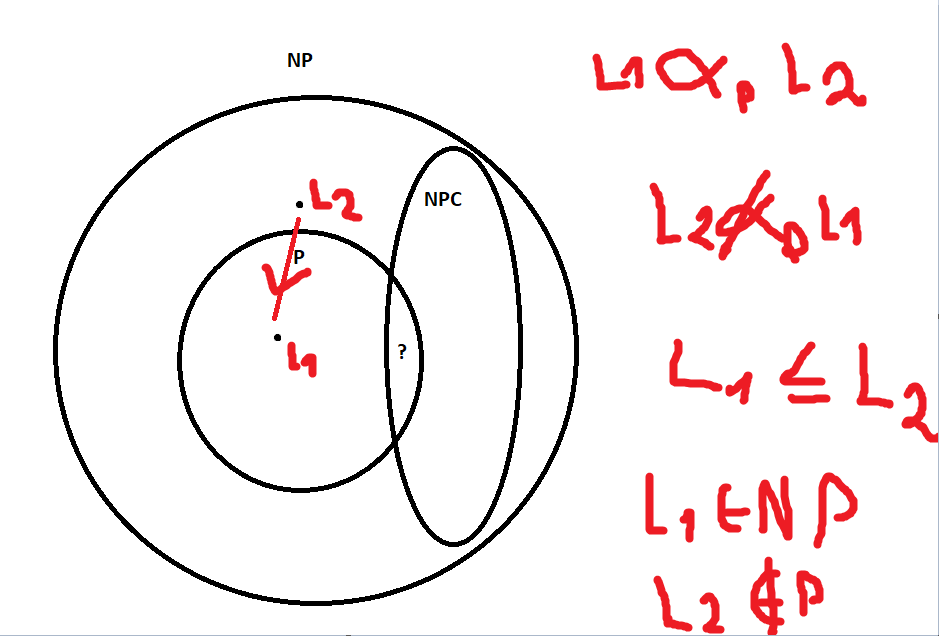 NP
L1 ∝p L2
L2
NPC
L2 ∝̸p L1
P
?
L1
L1 ≤ L2
L1 ∈ NP
L2 ∉ P